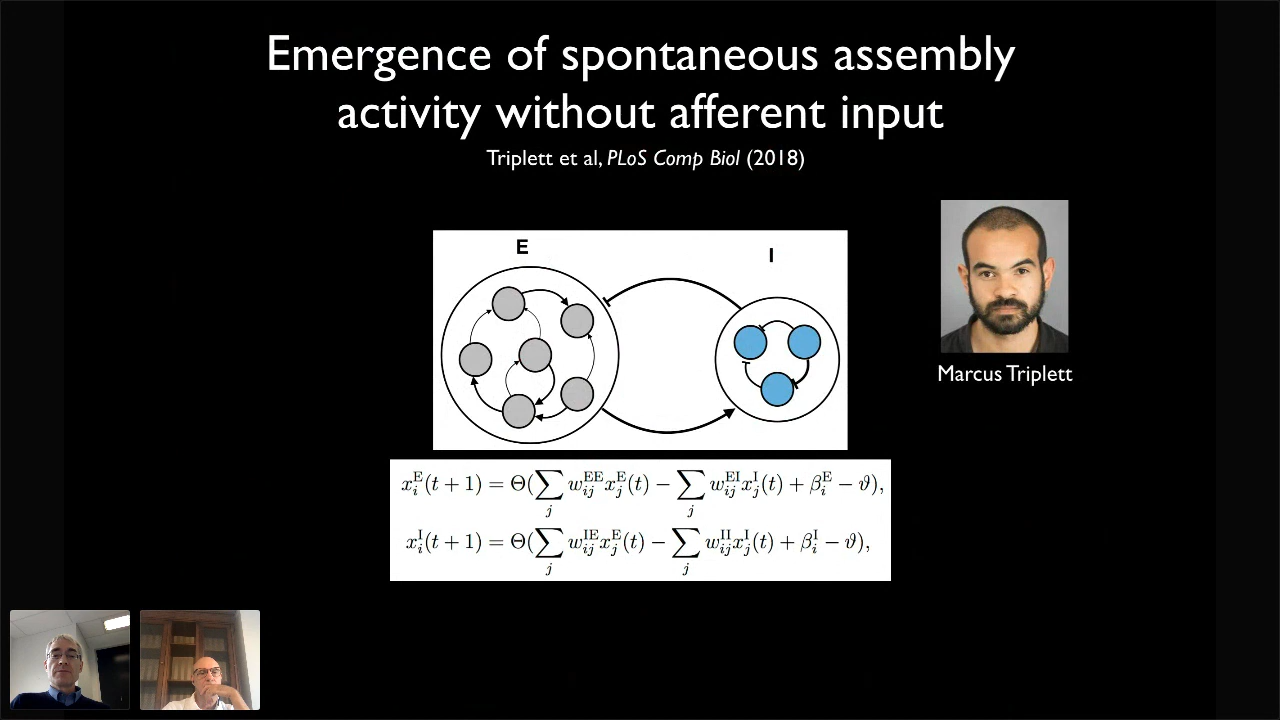 Emergence of spontaneous assembly
activity without afferent input
Triplett et al, PLoS Comp Biol (2018)
E
I
Marcus Triplett
x_i^E(t + 1) = Θ(∑_j w_ij^EE x_j^E(t) − ∑_j w_ij^EI x_j^I(t) + β_i^E − ϑ),
x_i^I(t + 1) = Θ(∑_j w_ij^IE x_j^E(t) − ∑_j w_ij^II x_j^I(t) + β_i^I − ϑ),